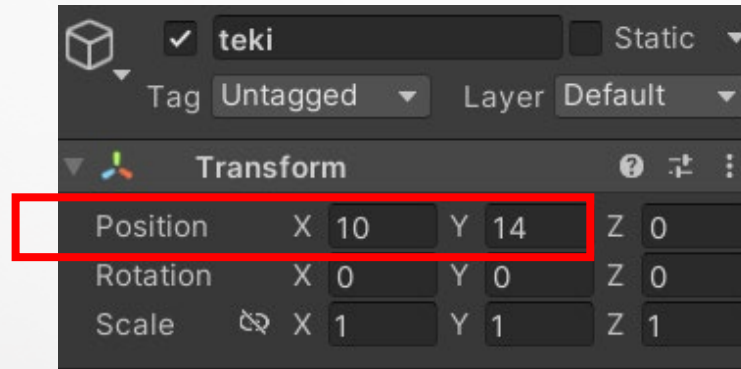 teki Static
Tag Untagged Layer Default
Transform
Position X 10 Y 14 Z 0
Rotation X 0 Y 0 Z 0
Scale X 1 Y 1 Z 1